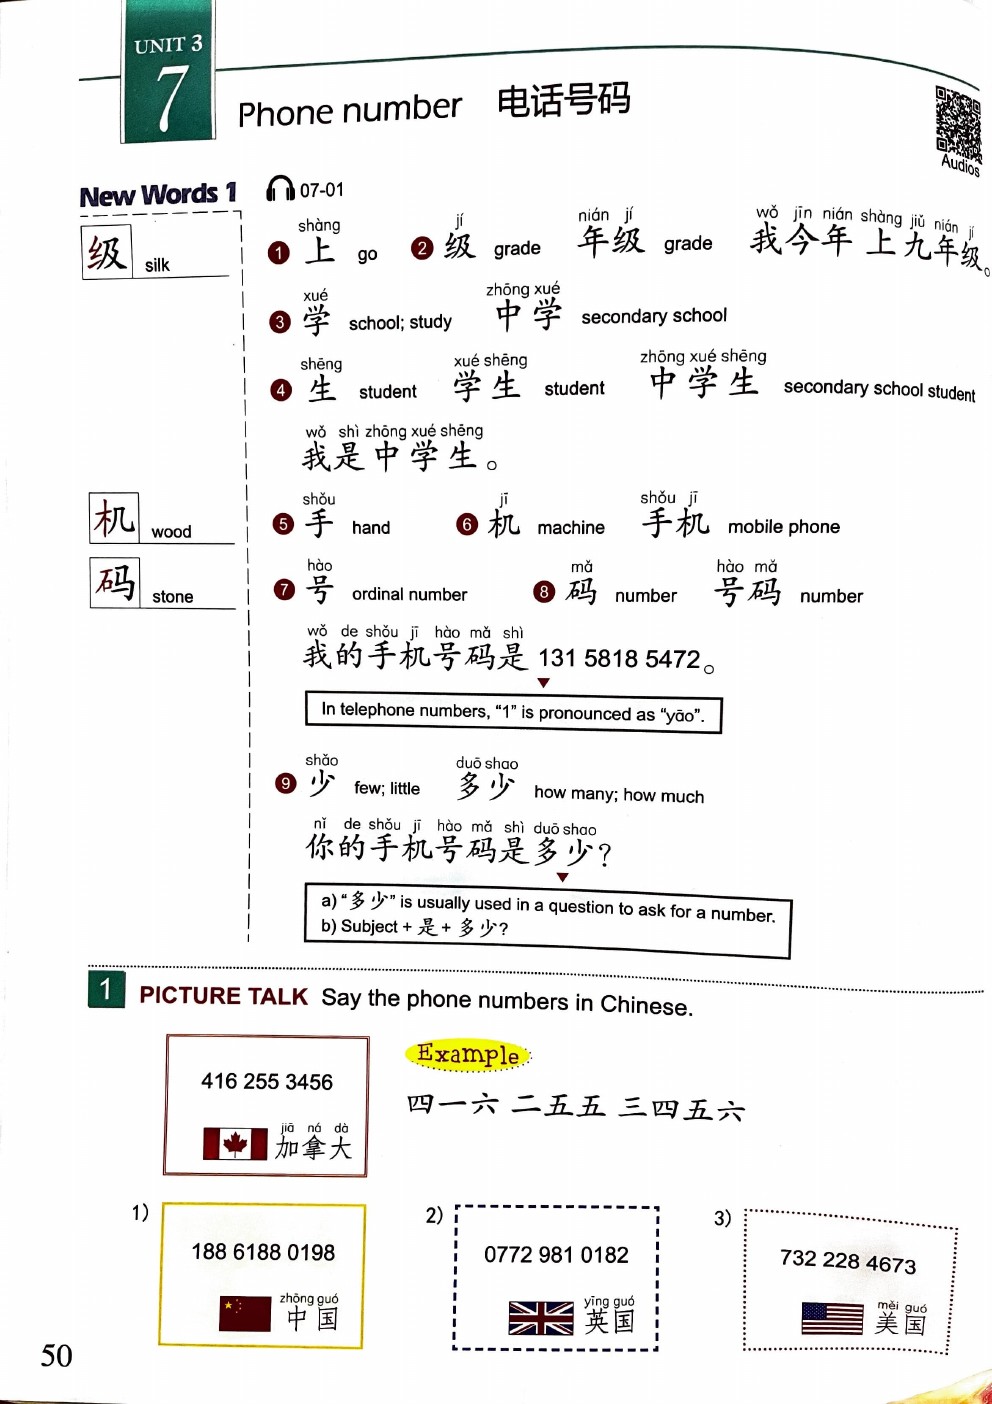 UNIT 3
7
Phone number 电话号码
Audios
New Words 1 07-01
级 silk
shàng jí nián jí wǒ jīn nián shàng jiǔ nián jí
1 上 go 2 级 grade 年级 grade 我今年上九年级。
xué zhōng xué
3 学 school; study 中学 secondary school
shēng xué shēng zhōng xué shēng
4 生 student 学生 student 中学生 secondary school student
wǒ shì zhōng xué shēng
我是中学生。
机 wood
shǒu jī shǒu jī
5 手 hand 6 机 machine 手机 mobile phone
码 stone
hào mǎ hào mǎ
7 号 ordinal number 8 码 number 号码 number
wǒ de shǒu jī hào mǎ shì
我的手机号码是 131 5818 5472。
In telephone numbers, “1” is pronounced as “yāo”.
shǎo duō shao
9 少 few; little 多少 how many; how much
nǐ de shǒu jī hào mǎ shì duō shao
你的手机号码是多少?
a) “多少” is usually used in a question to ask for a number.
b) Subject + 是 + 多少?
1 PICTURE TALK Say the phone numbers in Chinese.
416 255 3456
jiā ná dà
加拿大
Example
四一六 二五五 三四五六
1)
188 6188 0198
zhōng guó
中国
2)
0772 981 0182
yīng guó
英国
3)
732 228 4673
měi guó
美国
50